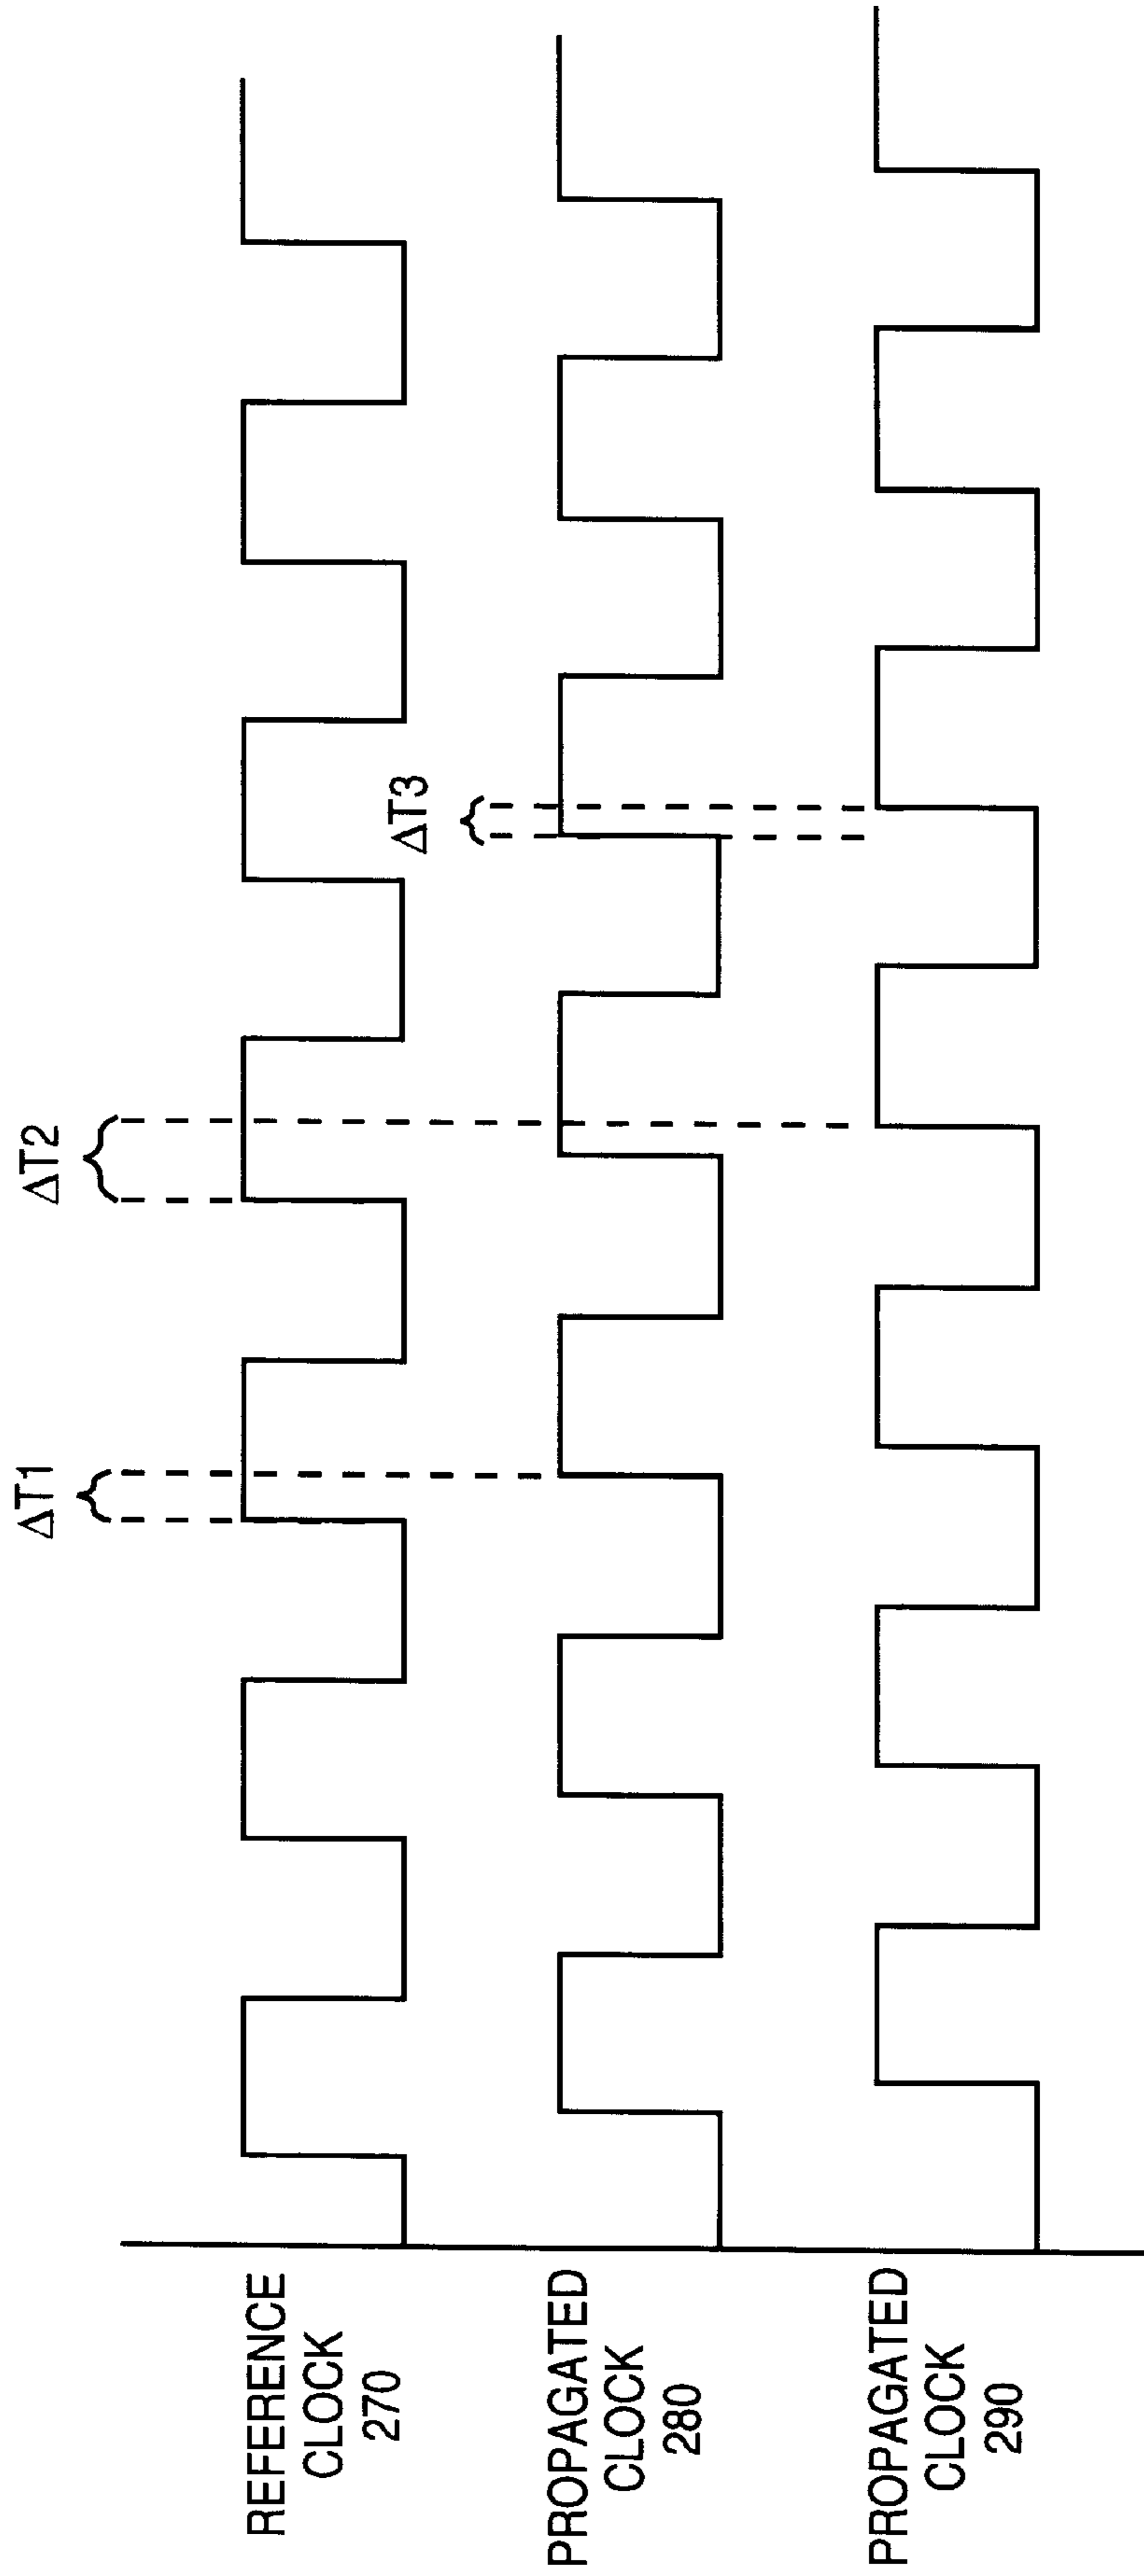 ΔT1
ΔT2
ΔT3
REFERENCE
CLOCK
270
PROPAGATED
CLOCK
280
PROPAGATED
CLOCK
290